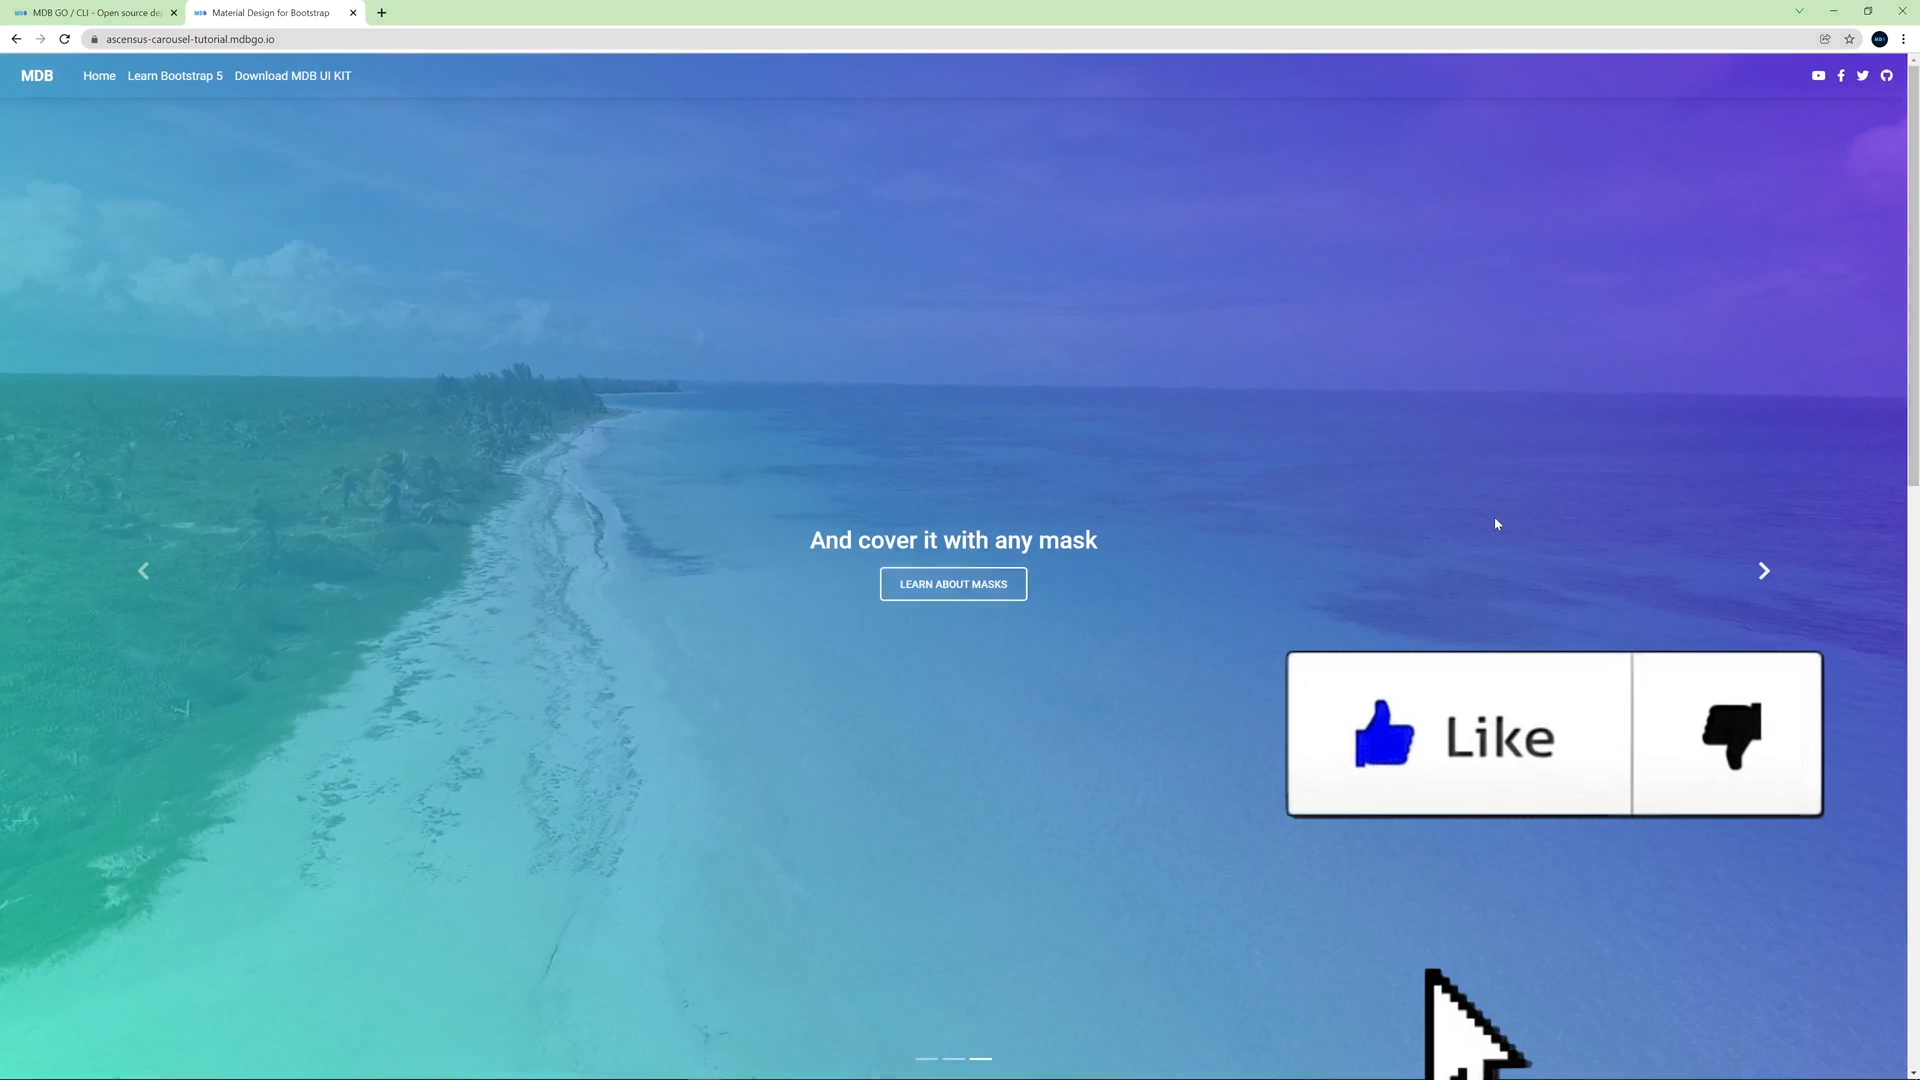 MDB GO / CLI - Open source de
Material Design for Bootstrap
ascensus-carousel-tutorial.mdbgo.io
MDB
Home
Learn Bootstrap 5
Download MDB UI KIT
And cover it with any mask
LEARN ABOUT MASKS
Like